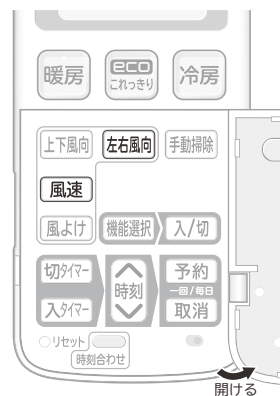 暖房 eco これっきり 冷房
上下風向 左右風向 手動掃除
風速
風よけ 機能選択 入/切
切タイマー 時刻 予約
一回/毎日
入タイマー 取消
リセット
時刻合わせ
開ける